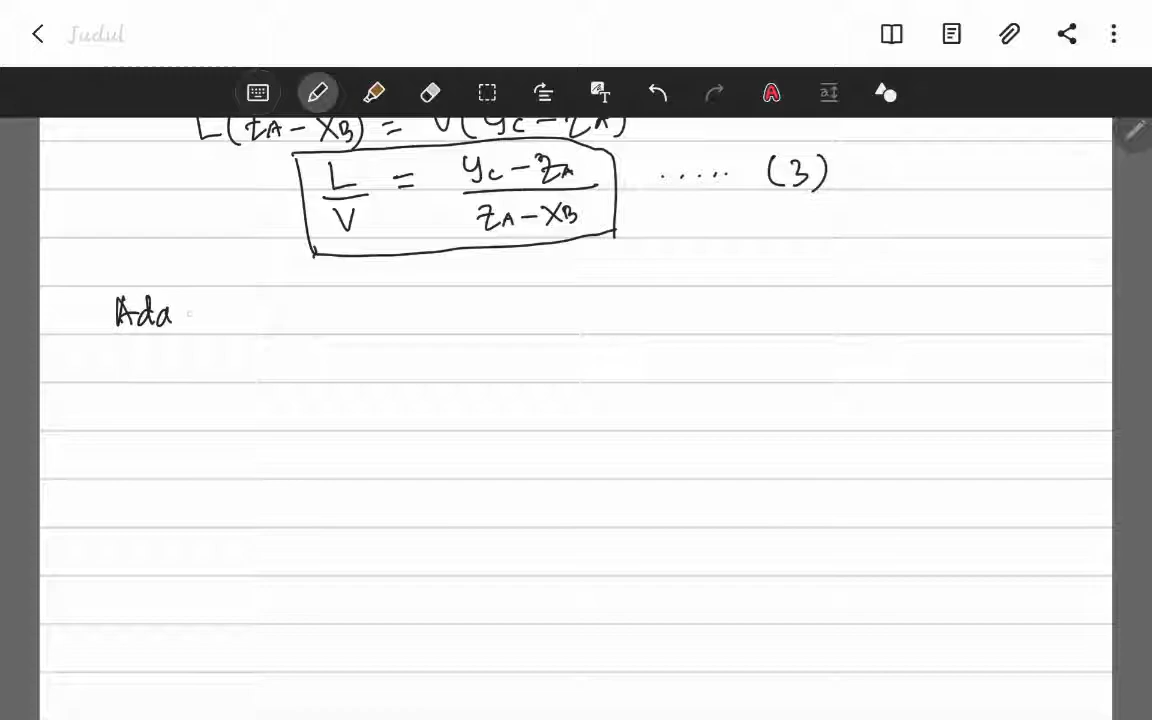 Judul
L(zA - xB) = V(yc - zA)
L/V = yc - zA / zA - xB ..... (3)
Ada